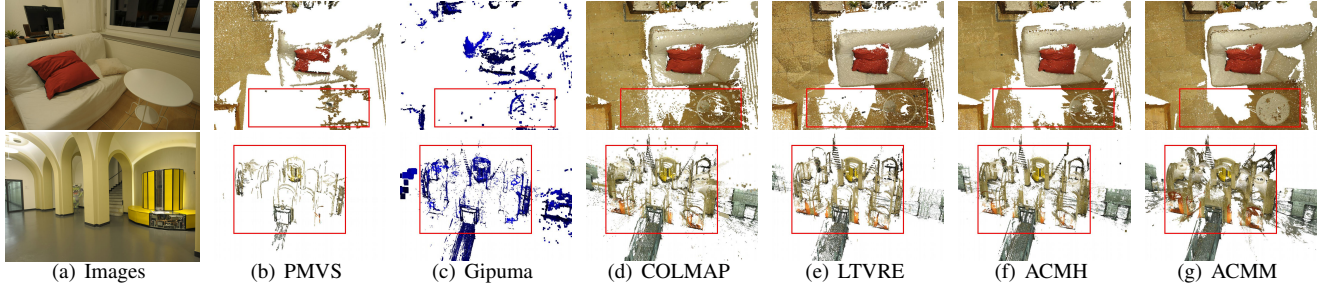 (a) Images
(b) PMVS
(c) Gipuma
(d) COLMAP
(e) LTVRE
(f) ACMH
(g) ACMM